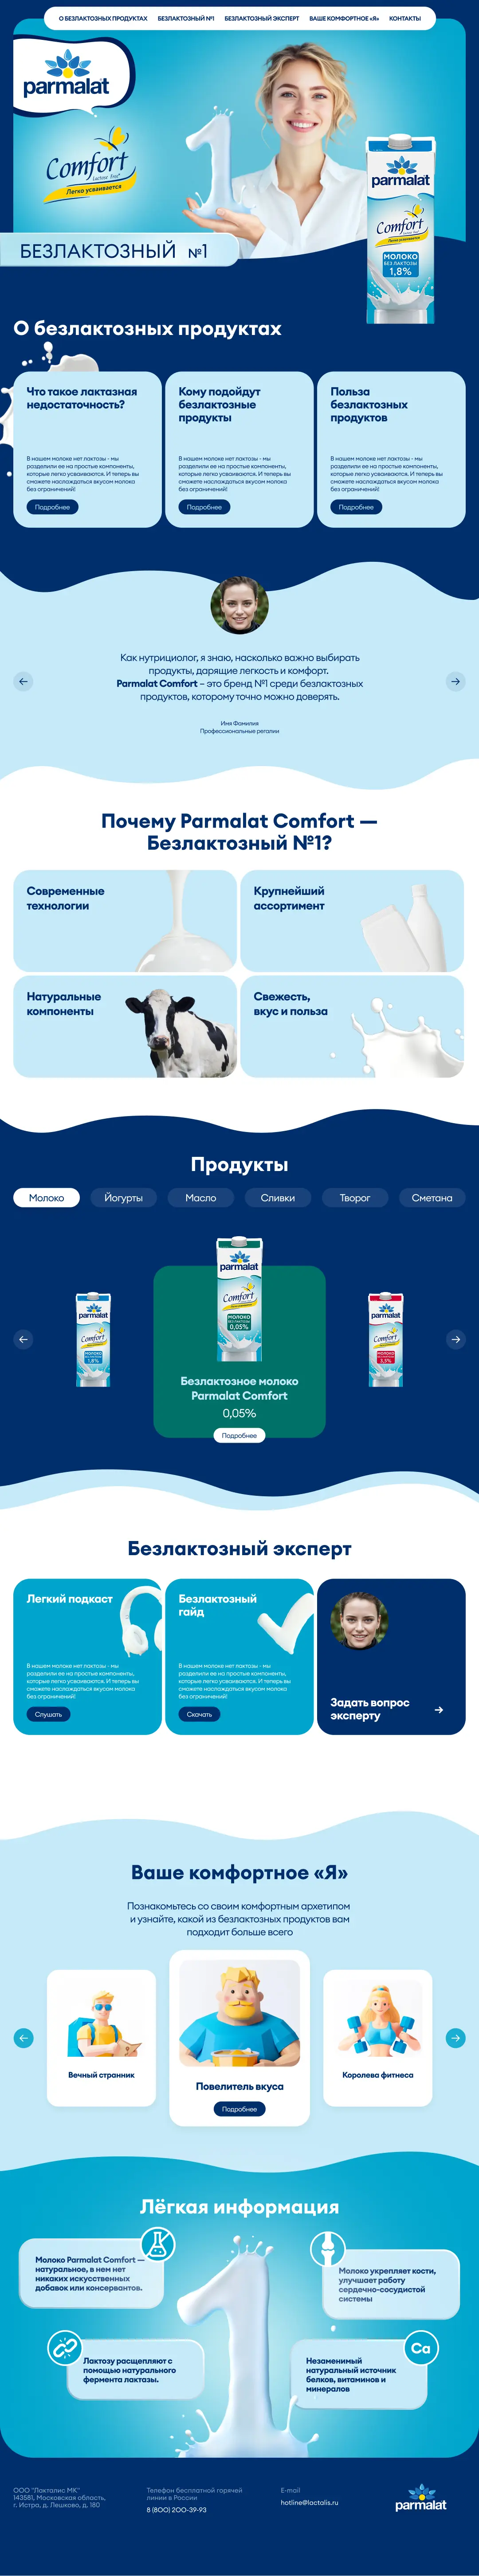 О БЕЗЛАКТОЗНЫХ ПРОДУКТАХ БЕЗЛАКТОЗНЫЙ №1 БЕЗЛАКТОЗНЫЙ ЭКСПЕРТ ВАШЕ КОМФОРТНОЕ «Я» КОНТАКТЫ
parmalat
Comfort
Lactose Free
Легко усваивается
parmalat
Comfort
Легко усваивается
МОЛОКО
БЕЗ ЛАКТОЗЫ
1,8%
БЕЗЛАКТОЗНЫЙ №1
О безлактозных продуктах
Что такое лактазная
недостаточность?
В нашем молоке нет лактозы - мы
разделили ее на простые компоненты,
которые легко усваиваются. И теперь вы
сможете наслаждаться вкусом молока
без ограничений!
Подробнее
Кому подойдут
безлактозные
продукты
В нашем молоке нет лактозы - мы
разделили ее на простые компоненты,
которые легко усваиваются. И теперь вы
сможете наслаждаться вкусом молока
без ограничений!
Подробнее
Польза
безлактозных
продуктов
В нашем молоке нет лактозы - мы
разделили ее на простые компоненты,
которые легко усваиваются. И теперь вы
сможете наслаждаться вкусом молока
без ограничений!
Подробнее
Как нутрициолог, я знаю, насколько важно выбирать
продукты, дарящие легкость и комфорт.
Parmalat Comfort – это бренд №1 среди безлактозных
продуктов, которому точно можно доверять.
Имя Фамилия
Профессиональные регалии
Почему Parmalat Comfort —
Безлактозный №1?
Современные
технологии
Крупнейший
ассортимент
Натуральные
компоненты
Свежесть,
вкус и польза
Продукты
Молоко Йогурты Масло Сливки Творог Сметана
parmalat
Comfort
МОЛОКО
1,8%
parmalat
Comfort
МОЛОКО
0,05%
parmalat
Comfort
МОЛОКО
3,5%
Безлактозное молоко
Parmalat Comfort
0,05%
Подробнее
Безлактозный эксперт
Легкий подкаст
В нашем молоке нет лактозы - мы
разделили ее на простые компоненты,
которые легко усваиваются. И теперь вы
сможете наслаждаться вкусом молока
без ограничений!
Слушать
Безлактозный
гайд
В нашем молоке нет лактозы - мы
разделили ее на простые компоненты,
которые легко усваиваются. И теперь вы
сможете наслаждаться вкусом молока
без ограничений!
Скачать
Задать вопрос
эксперту
Ваше комфортное «Я»
Познакомьтесь со своим комфортным архетипом
и узнайте, какой из безлактозных продуктов вам
подходит больше всего
Вечный странник
Повелитель вкуса
Подробнее
Королева фитнеса
Лёгкая информация
Молоко Parmalat Comfort —
натуральное, в нем нет
никаких искусственных
добавок или консервантов.
Молоко укрепляет кости,
улучшает работу
сердечно-сосудистой
системы
Лактозу расщепляют с
помощью натурального
фермента лактазы.
Ca
Незаменимый
натуральный источник
белков, витаминов и
минералов
ООО "Лакталис МК"
143581, Московская область,
г. Истра, д. Лешково, д. 180
Телефон бесплатной горячей
линии в России
8 (800) 200-39-93
E-mail
hotline@lactalis.ru
parmalat